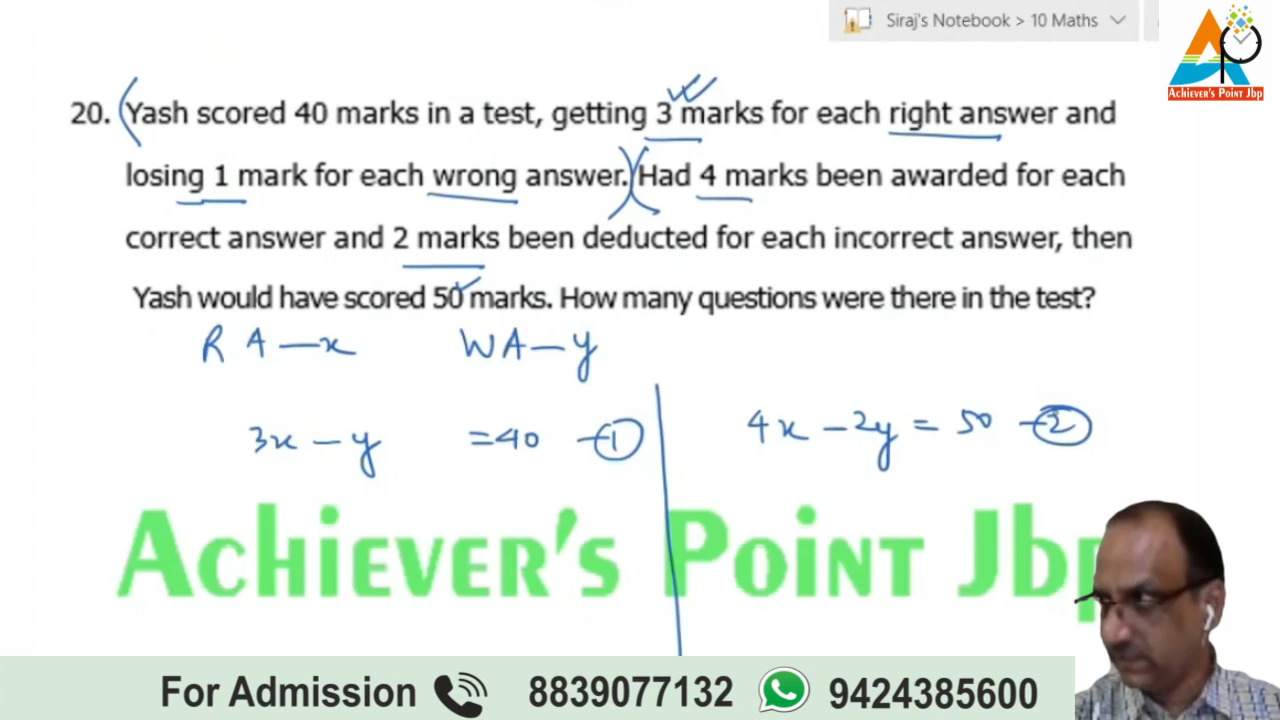 Siraj's Notebook > 10 Maths
ACHIEVER'S POINT JBP
20. Yash scored 40 marks in a test, getting 3 marks for each right answer and
losing 1 mark for each wrong answer. Had 4 marks been awarded for each
correct answer and 2 marks been deducted for each incorrect answer, then
Yash would have scored 50 marks. How many questions were there in the test?
R A — x WA — y
3x - y = 40 - 1
4x - 2y = 50 - 2
ACHIEVER'S POINT Jbp
For Admission 8839077132 9424385600